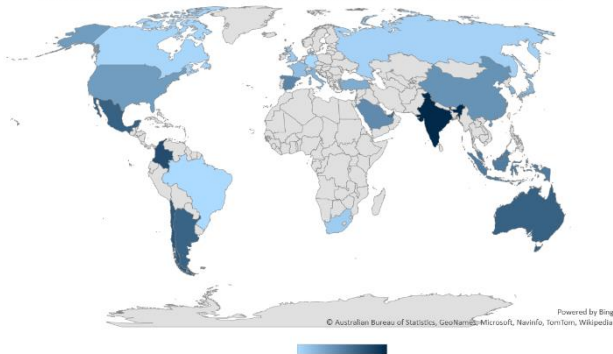 Powered by Bing
© Australian Bureau of Statistics, GeoNames, Microsoft, Navinfo, TomTom, Wikipedia